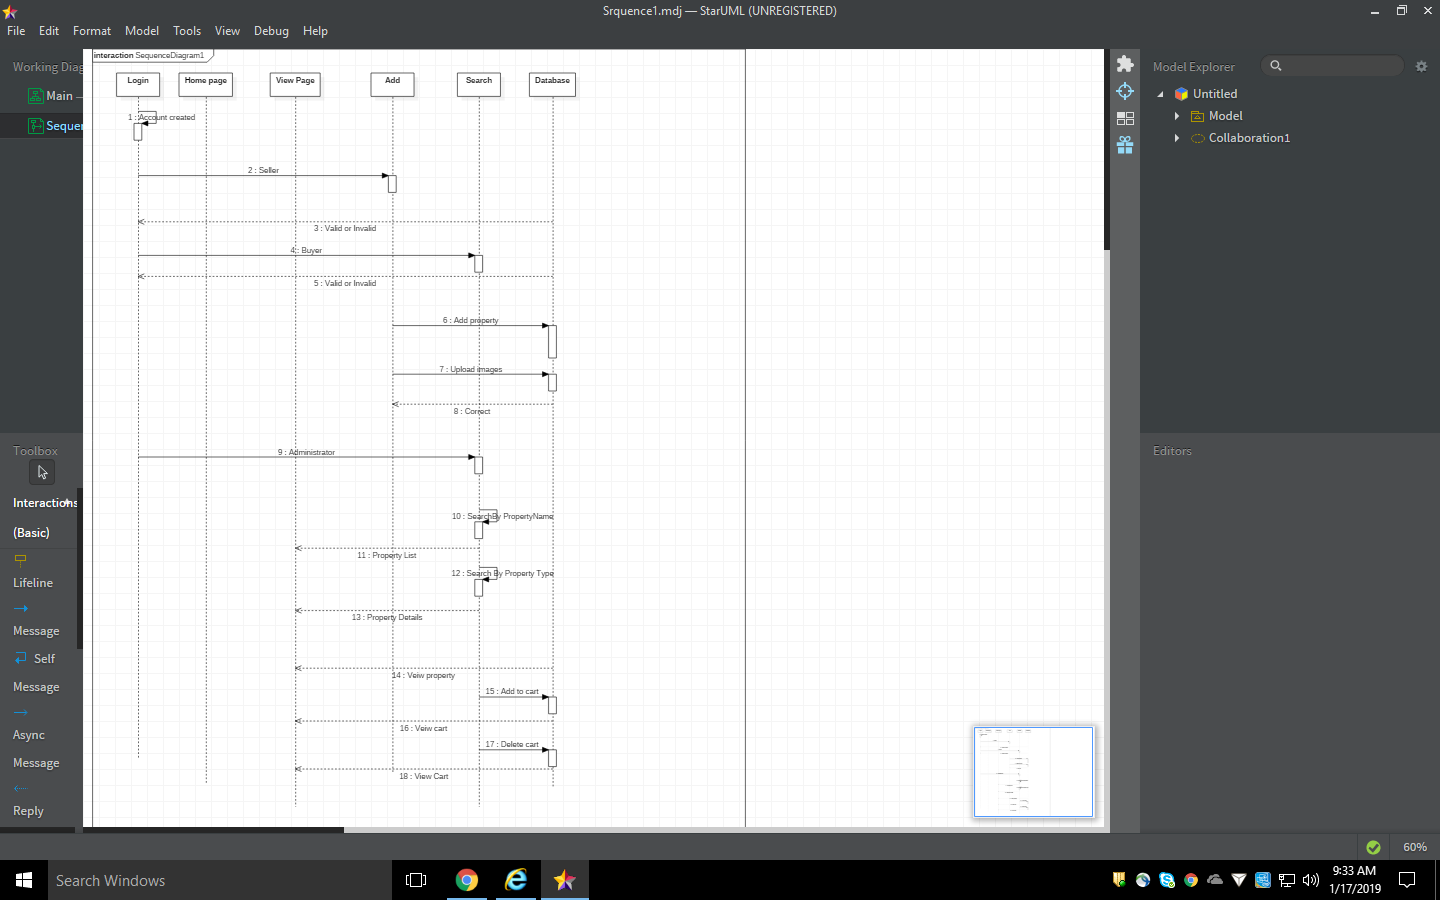 Srquence1.mdj — StarUML (UNREGISTERED)
File Edit Format Model Tools View Debug Help
Working Diag
Main —
Sequer
interaction SequenceDiagram1
Login
Home page
View Page
Add
Search
Database
1 : Account created
2 : Seller
3 : Valid or Invalid
4 : Buyer
5 : Valid or Invalid
6 : Add property
7 : Upload images
8 : Correct
9 : Administrator
10 : SearchBy PropertyName
11 : Property List
12 : Search By Property Type
13 : Property Details
14 : Veiw property
15 : Add to cart
16 : Veiw cart
17 : Delete cart
18 : View Cart
Toolbox
Interactions
(Basic)
Lifeline
Message
Self
Message
Async
Message
Reply
Model Explorer
Untitled
Model
Collaboration1
Editors
60%
Search Windows
9:33 AM
1/17/2019